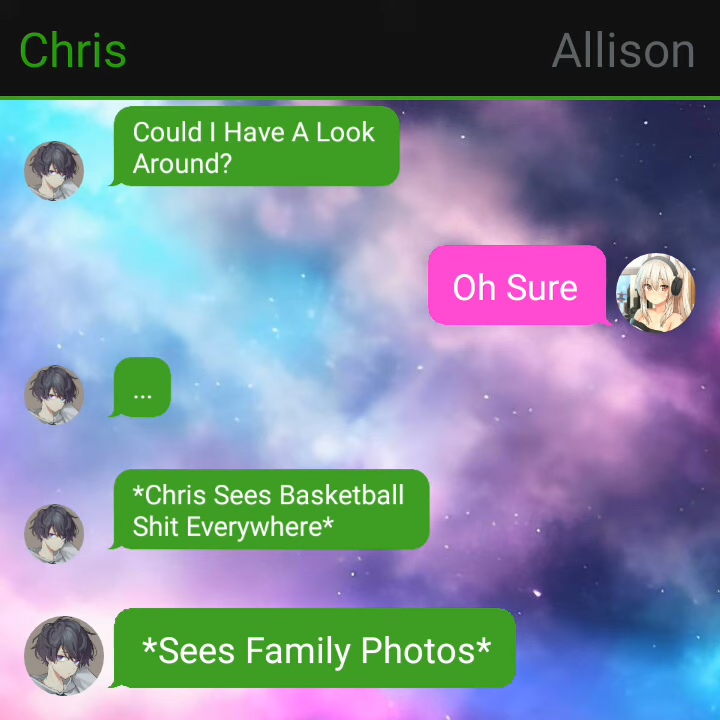 Chris Allison
Could I Have A Look
Around?
Oh Sure
...
*Chris Sees Basketball
Shit Everywhere*
*Sees Family Photos*